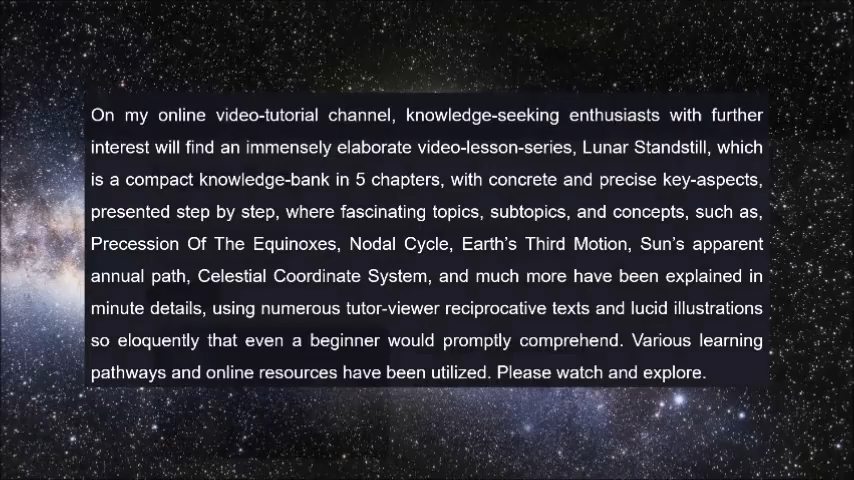 On my online video-tutorial channel, knowledge-seeking enthusiasts with further
interest will find an immensely elaborate video-lesson-series, Lunar Standstill, which
is a compact knowledge-bank in 5 chapters, with concrete and precise key-aspects,
presented step by step, where fascinating topics, subtopics, and concepts, such as,
Precession Of The Equinoxes, Nodal Cycle, Earth's Third Motion, Sun's apparent
annual path, Celestial Coordinate System, and much more have been explained in
minute details, using numerous tutor-viewer reciprocative texts and lucid illustrations
so eloquently that even a beginner would promptly comprehend. Various learning
pathways and online resources have been utilized. Please watch and explore.